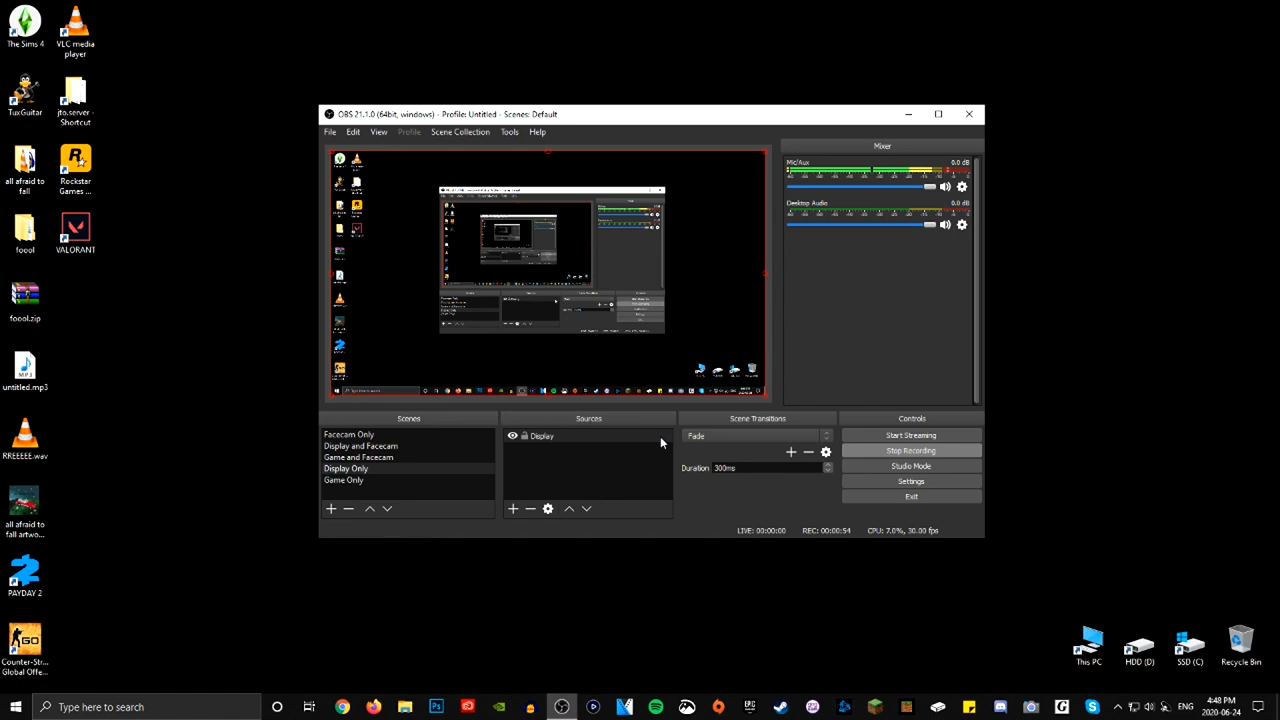 The Sims 4
VLC media
player
TuxGuitar
jto.server -
Shortcut
all afraid to
fall
Rockstar
Games ...
foool
VALORANT
foool.zip
untitled.mp3
RREEEE.wav
all afraid to
fall artwo...
PAYDAY 2
Counter-Str...
Global Offe...
OBS 21.1.0 (64bit, windows) - Profile: Untitled - Scenes: Default
File Edit View Profile Scene Collection Tools Help
Mixer
Mic/Aux 0.0 dB
Desktop Audio 0.0 dB
Scenes
Facecam Only
Display and Facecam
Game and Facecam
Display Only
Game Only
Sources
Display
Scene Transitions
Fade
Duration 300ms
Controls
Start Streaming
Stop Recording
Studio Mode
Settings
Exit
LIVE: 00:00:00 REC: 00:00:54 CPU: 7.0%, 30.00 fps
This PC
HDD (D)
SSD (C)
Recycle Bin
Type here to search
ENG
4:48 PM
2020-06-24